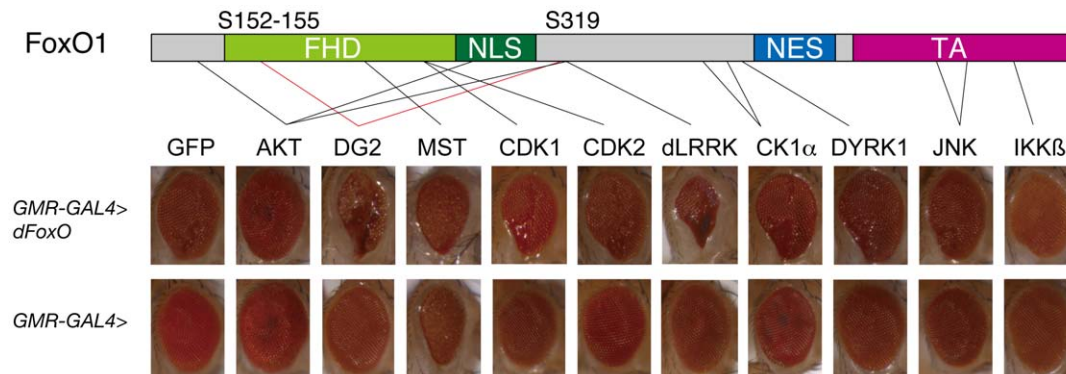 S152-155 S319
FoxO1 FHD NLS NES TA
GFP AKT DG2 MST CDK1 CDK2 dLRRK CK1α DYRK1 JNK IKKß
GMR-GAL4>
dFoxO
GMR-GAL4>